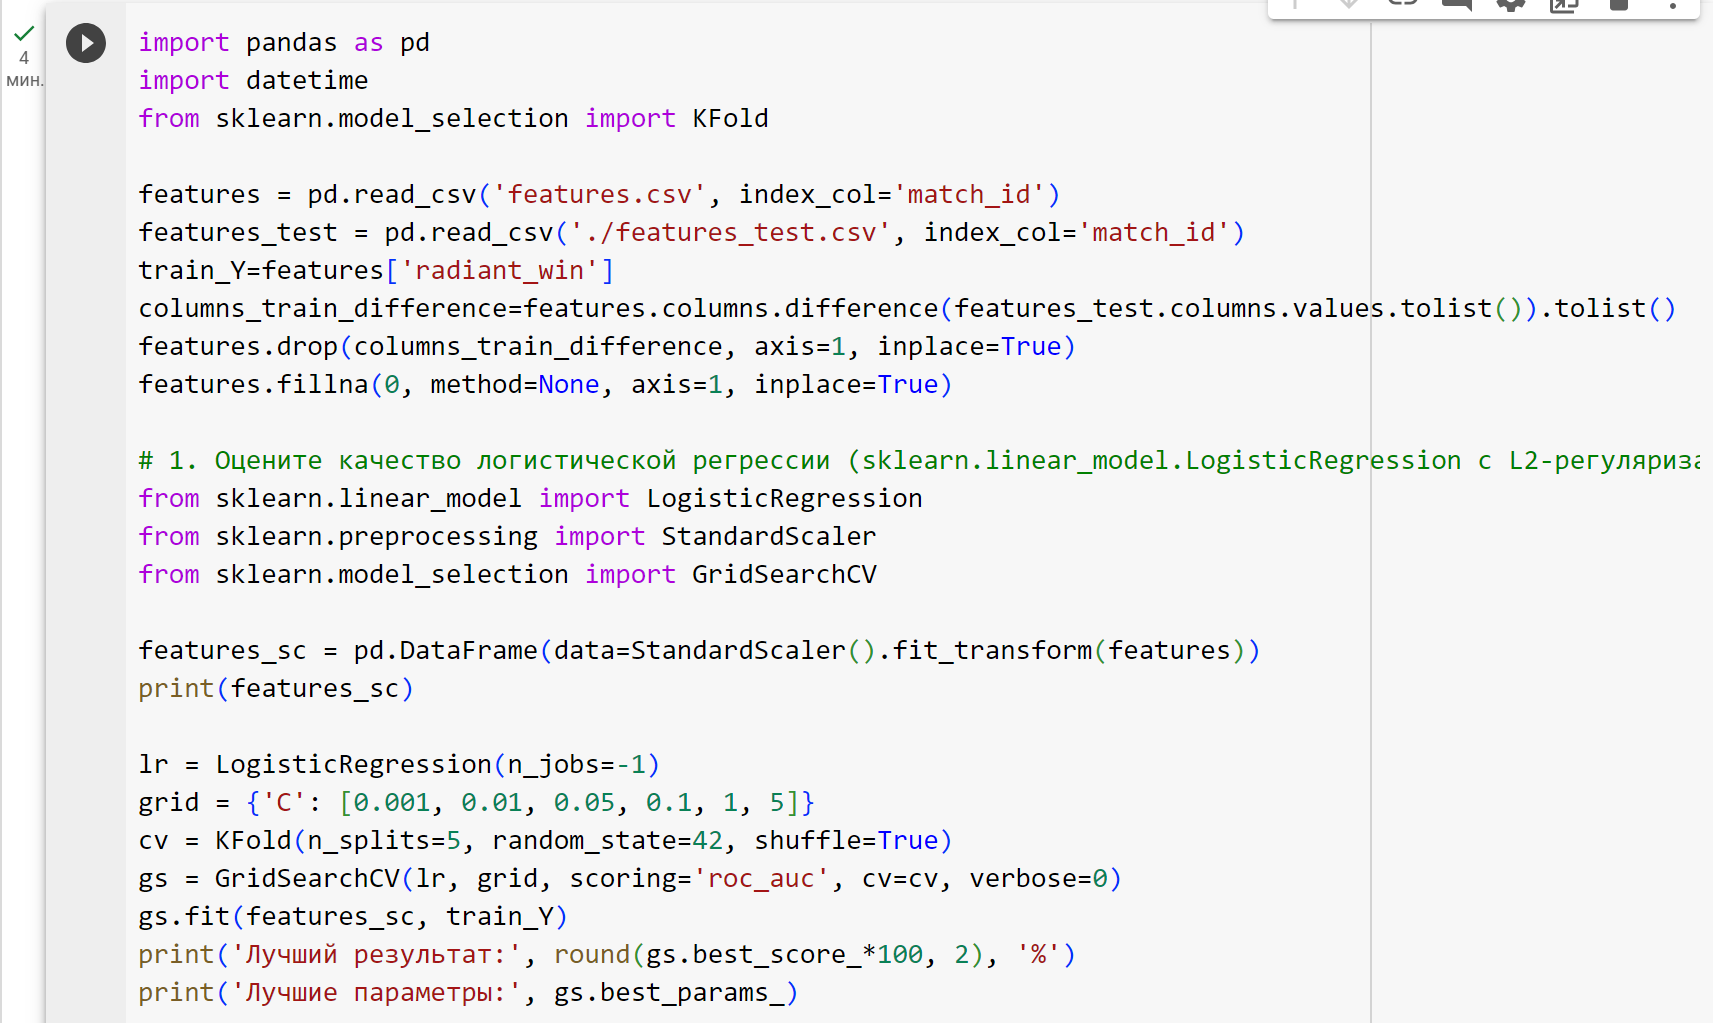 4
мин.
import pandas as pd
import datetime
from sklearn.model_selection import KFold
features = pd.read_csv('features.csv', index_col='match_id')
features_test = pd.read_csv('./features_test.csv', index_col='match_id')
train_Y=features['radiant_win']
columns_train_difference=features.columns.difference(features_test.columns.values.tolist()).tolist()
features.drop(columns_train_difference, axis=1, inplace=True)
features.fillna(0, method=None, axis=1, inplace=True)
# 1. Оцените качество логистической регрессии (sklearn.linear_model.LogisticRegression с L2-регуляриза
from sklearn.linear_model import LogisticRegression
from sklearn.preprocessing import StandardScaler
from sklearn.model_selection import GridSearchCV
features_sc = pd.DataFrame(data=StandardScaler().fit_transform(features))
print(features_sc)
lr = LogisticRegression(n_jobs=-1)
grid = {'C': [0.001, 0.01, 0.05, 0.1, 1, 5]}
cv = KFold(n_splits=5, random_state=42, shuffle=True)
gs = GridSearchCV(lr, grid, scoring='roc_auc', cv=cv, verbose=0)
gs.fit(features_sc, train_Y)
print('Лучший результат:', round(gs.best_score_*100, 2), '%')
print('Лучшие параметры:', gs.best_params_)